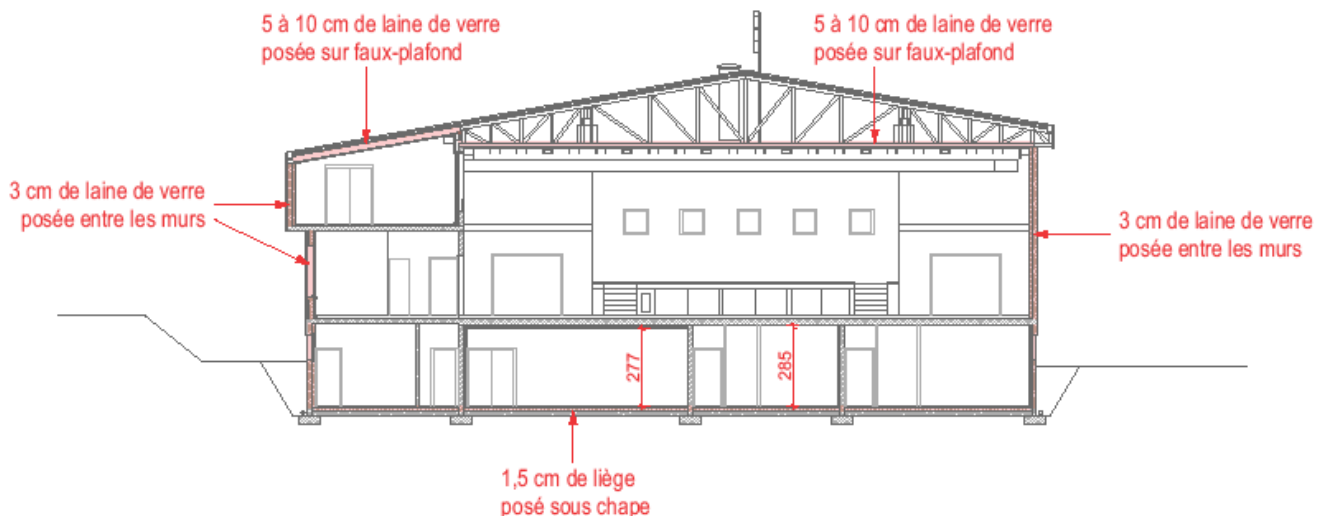 5 à 10 cm de laine de verre
posée sur faux-plafond
5 à 10 cm de laine de verre
posée sur faux-plafond
3 cm de laine de verre
posée entre les murs
3 cm de laine de verre
posée entre les murs
277
285
1,5 cm de liège
posé sous chape